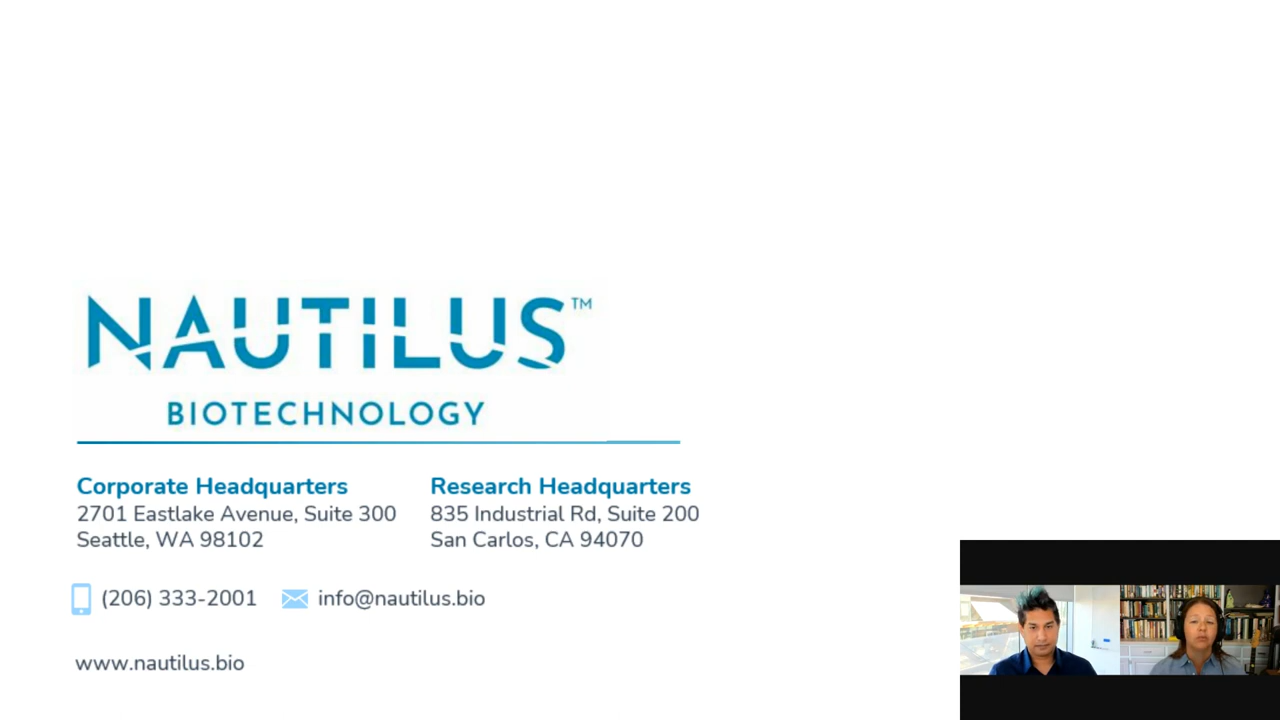 NAUTILUS™
BIOTECHNOLOGY
Corporate Headquarters
2701 Eastlake Avenue, Suite 300
Seattle, WA 98102
Research Headquarters
835 Industrial Rd, Suite 200
San Carlos, CA 94070
(206) 333-2001
info@nautilus.bio
www.nautilus.bio